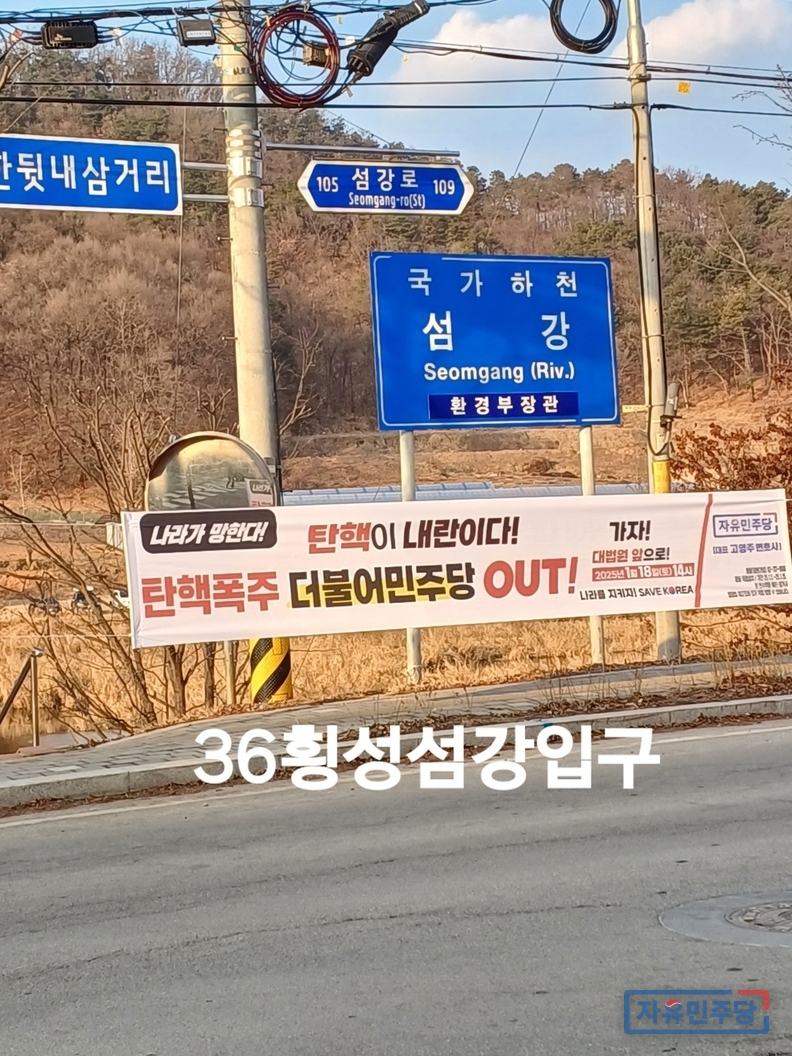 뒷내삼거리
105 섬강로 109
Seomgang-ro(St)
국가하천
섬강
Seomgang (Riv.)
환경부장관
나라가 망한다!
탄핵이 내란이다!
탄핵폭주 더불어민주당 OUT!
가자!
대법원 앞으로!
2025년 1월 18일(토) 14시
나라를 지키자! SAVE KOREA
자유민주당
(대표 고영주 변호사)
36횡성섬강입구
자유민주당